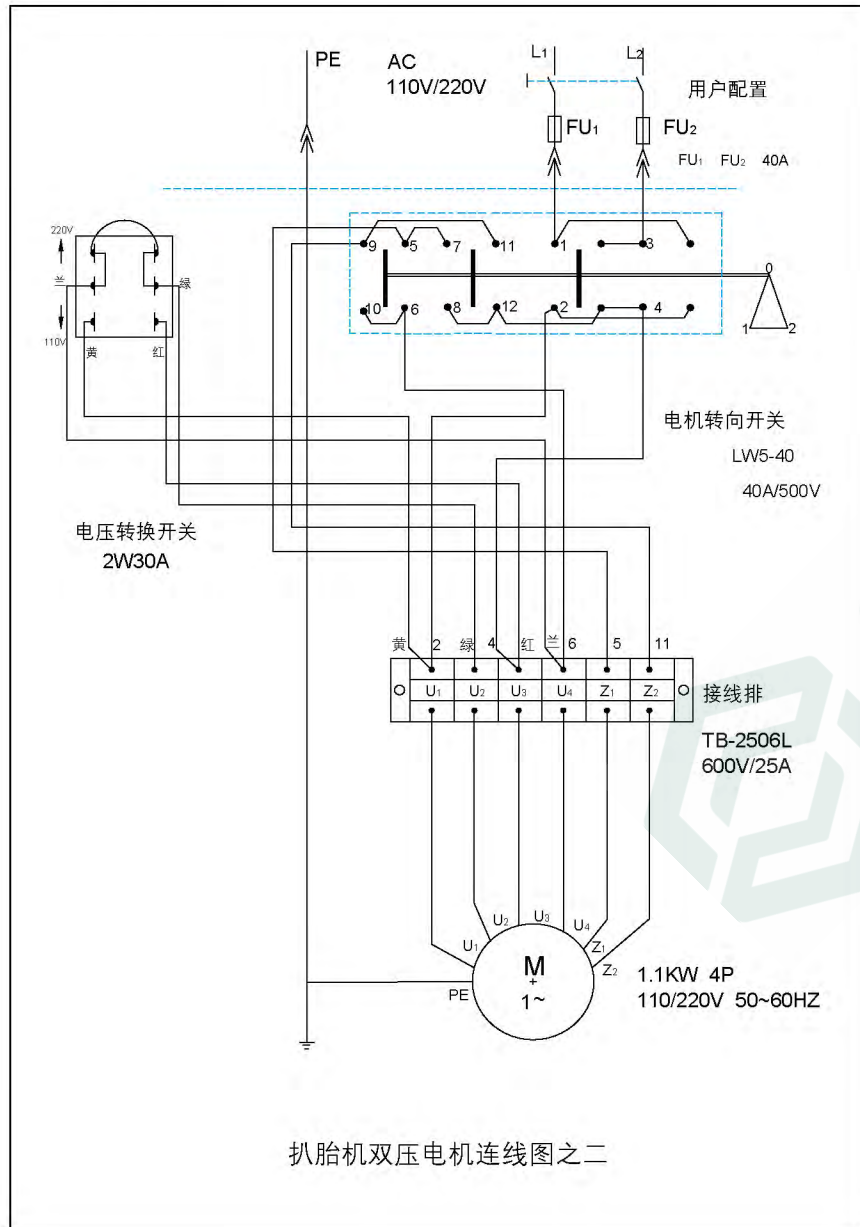 PE
AC
110V/220V
L1
L2
用户配置
FU1
FU2
FU1 FU2 40A
220V
兰
绿
110V
黄
红
9
5
7
11
1
3
10
6
8
12
2
4
0
1
2
电机转向开关
LW5-40
40A/500V
电压转换开关
2W30A
黄 2 绿 4 红 兰 6 5 11
U1 U2 U3 U4 Z1 Z2
接线排
TB-2506L
600V/25A
U1
U2
U3
U4
Z1
Z2
PE
M
1~
1.1KW 4P
110/220V 50~60HZ
扒胎机双压电机连线图之二